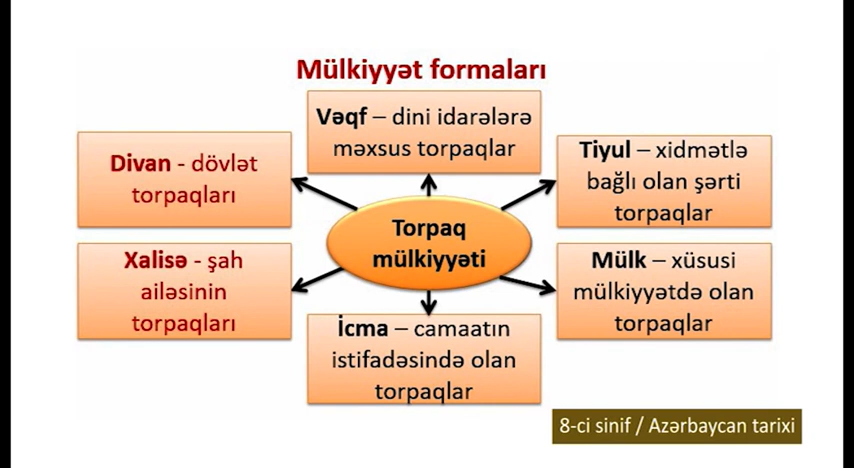 Mülkiyyət formaları
Vəqf – dini idarələrə
məxsus torpaqlar
Divan - dövlət
torpaqları
Tiyul – xidmətlə
bağlı olan şərti
torpaqlar
Torpaq
mülkiyyəti
Xalisə - şah
ailəsinin
torpaqları
Mülk – xüsusi
mülkiyyətdə olan
torpaqlar
İcma – camaatın
istifadəsində olan
torpaqlar
8-ci sinif / Azərbaycan tarixi